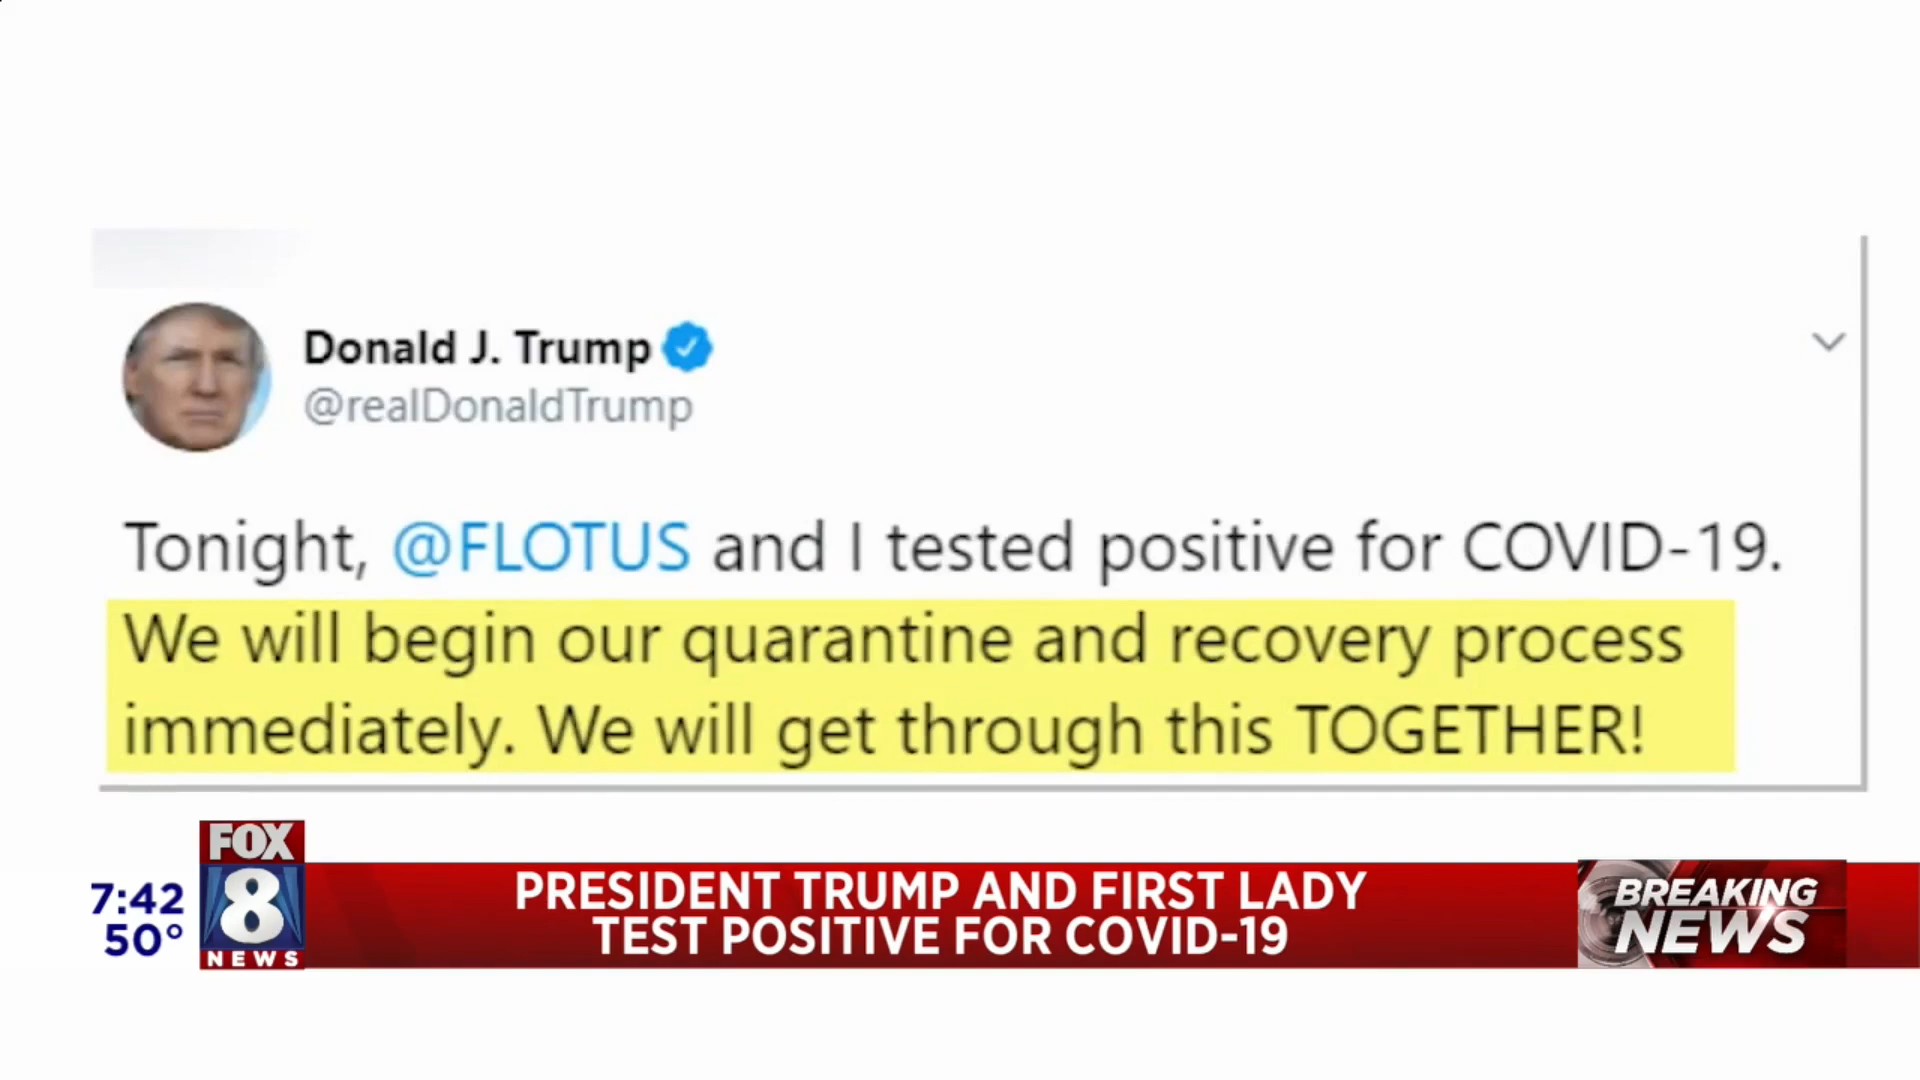 Donald J. Trump
@realDonaldTrump
Tonight, @FLOTUS and I tested positive for COVID-19.
We will begin our quarantine and recovery process
immediately. We will get through this TOGETHER!
7:42
50°
FOX
8
NEWS
PRESIDENT TRUMP AND FIRST LADY
TEST POSITIVE FOR COVID-19
BREAKING
NEWS